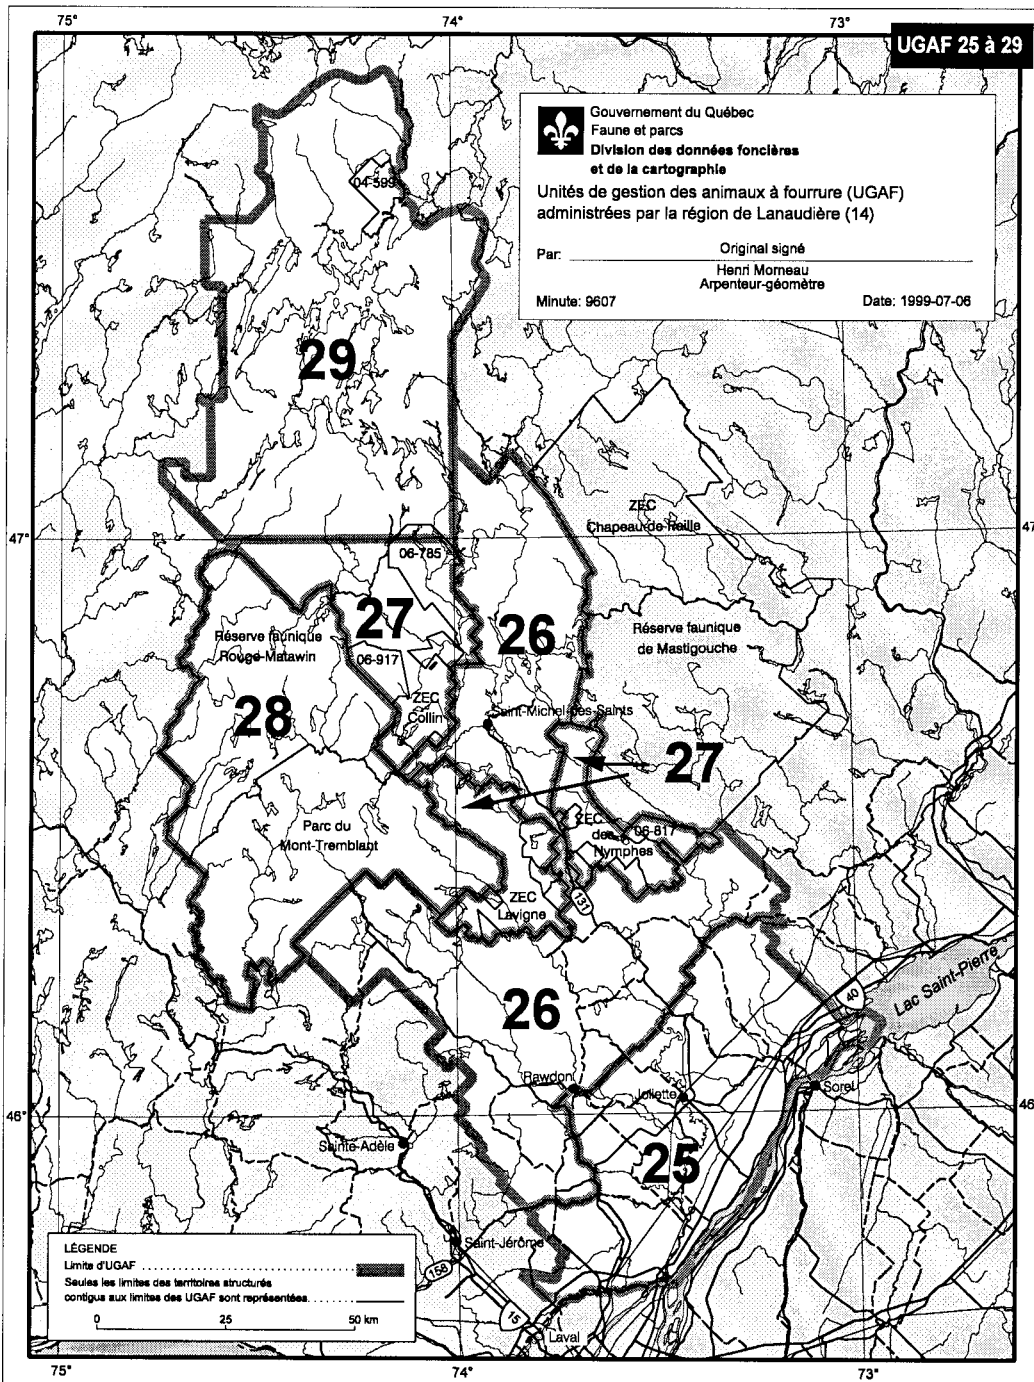 75°
74°
73°
UGAF 25 à 29
Gouvernement du Québec
Faune et parcs
Division des données foncières
et de la cartographie
Unités de gestion des animaux à fourrure (UGAF)
administrées par la région de Lanaudière (14)
Par:
Original signé
Henri Morneau
Arpenteur-géomètre
Minute: 9607
Date: 1999-07-06
04-599
29
ZEC
Chapeau-de-Paille
47°
47
06-785
27
26
Réserve faunique
Rouge-Matawin
06-917
Réserve faunique
de Mastigouche
28
ZEC
Collin
Saint-Michel-des-Saints
27
Parc du
Mont-Tremblant
ZEC
des
Nymphes
06-817
ZEC
Lavigne
131
Lac Saint-Pierre
40
26
Rawdon
Joliette
Sorel
46°
46
Sainte-Adèle
25
Saint-Jérôme
158
15
Laval
LÉGENDE
Limite d'UGAF
Seules les limites des territoires structurés
contigus aux limites des UGAF sont représentées
0 25 50 km
75°
74°
73°